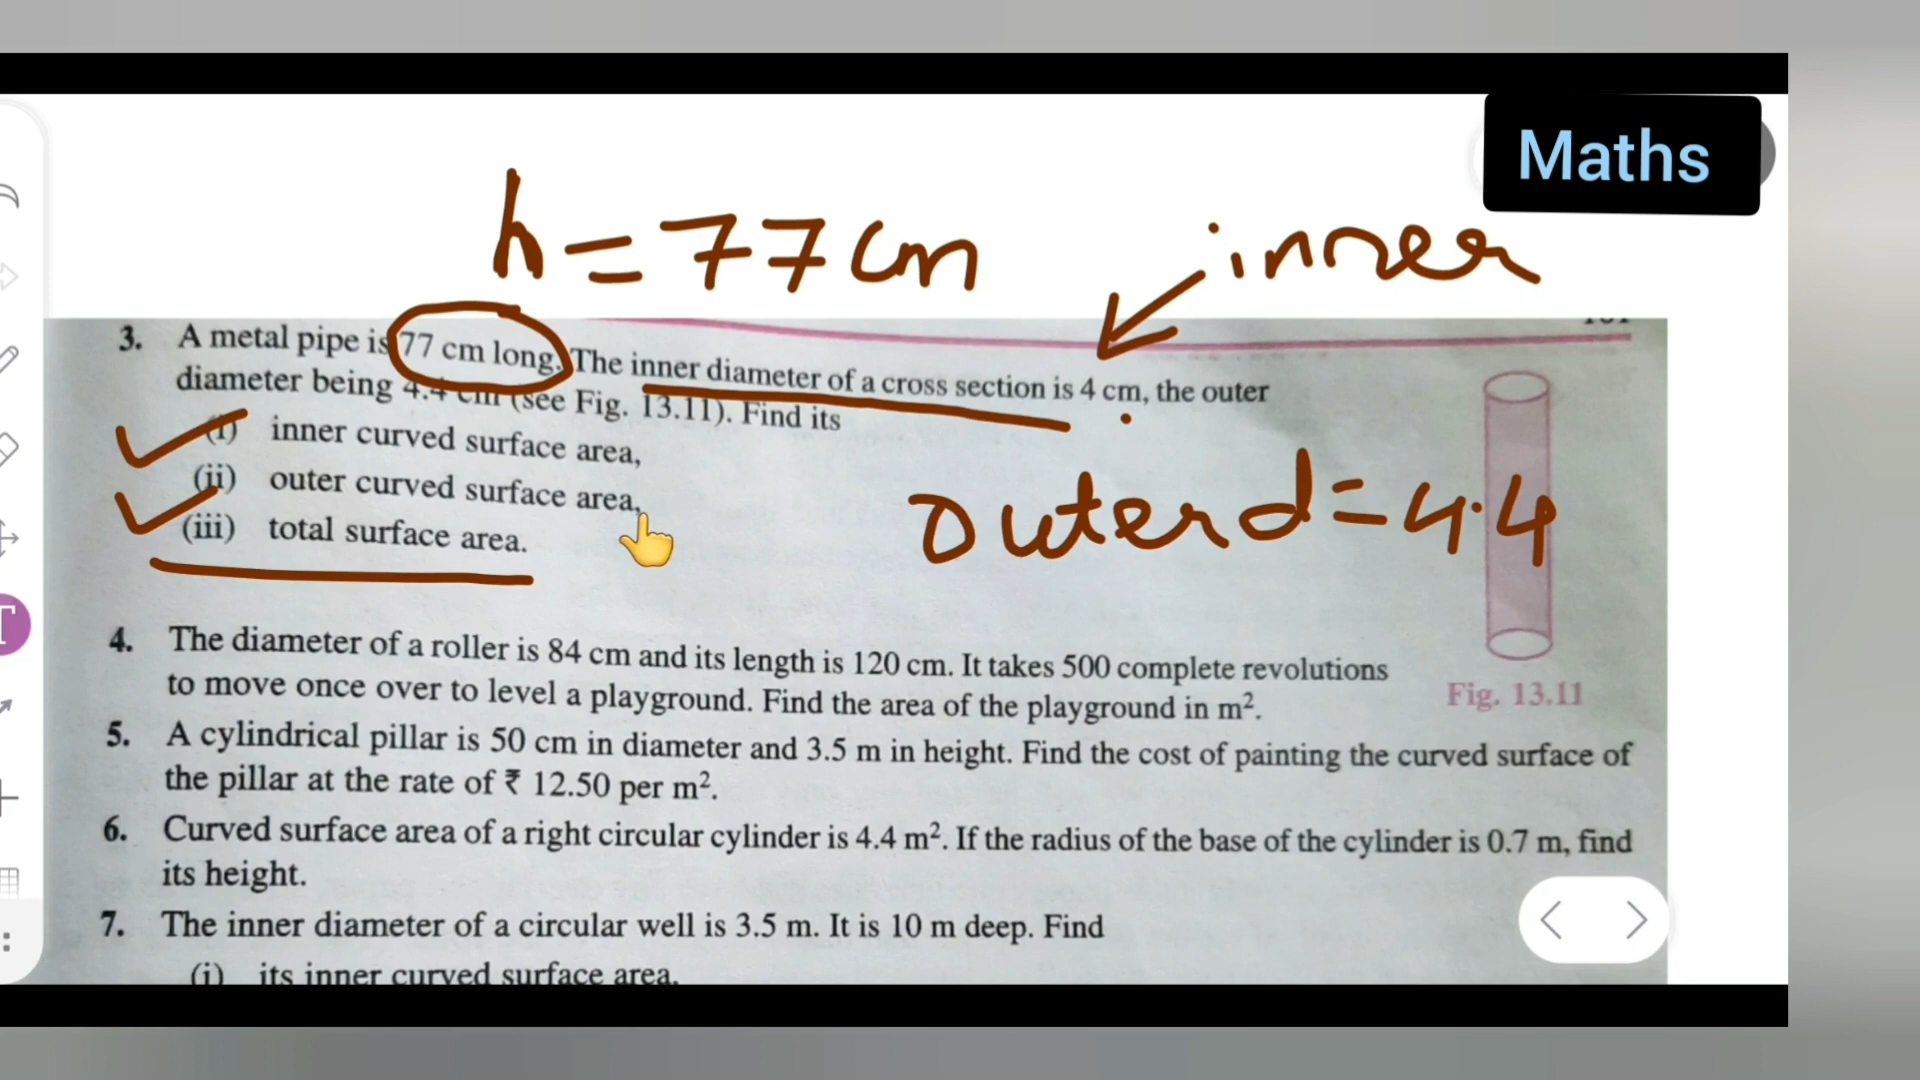 Maths
h = 77 cm
inner
3. A metal pipe is 77 cm long. The inner diameter of a cross section is 4 cm, the outer
diameter being 4.4 cm (see Fig. 13.11). Find its
(i) inner curved surface area,
(ii) outer curved surface area,
(iii) total surface area.
outer d = 4.4
Fig. 13.11
4. The diameter of a roller is 84 cm and its length is 120 cm. It takes 500 complete revolutions
to move once over to level a playground. Find the area of the playground in m².
5. A cylindrical pillar is 50 cm in diameter and 3.5 m in height. Find the cost of painting the curved surface of
the pillar at the rate of ₹ 12.50 per m².
6. Curved surface area of a right circular cylinder is 4.4 m². If the radius of the base of the cylinder is 0.7 m, find
its height.
7. The inner diameter of a circular well is 3.5 m. It is 10 m deep. Find
(i) its inner curved surface area,